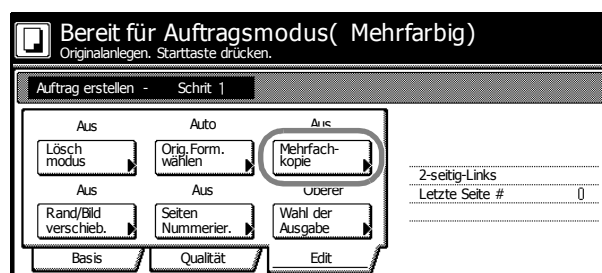 Bereit für Auftragsmodus( Mehrfarbig)
Originalanlegen. Starttaste drücken.
Auftrag erstellen - Schrit 1
Aus Auto Aus
Lösch Orig.Form. Mehrfach-
modus wählen kopie
2-seitig-Links
Aus Aus Oberer
Letzte Seite # 0
Rand/Bild Seiten Wahl der
verschieb. Nummerier. Ausgabe
Basis Qualität Edit